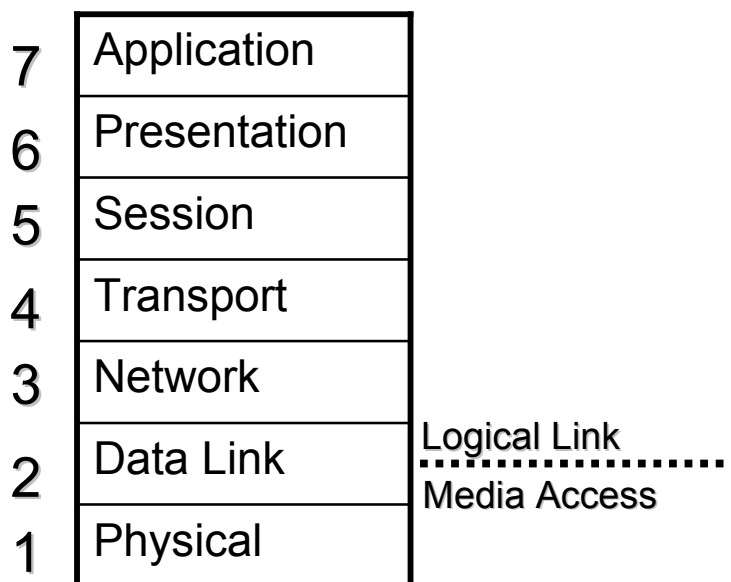 7 Application
6 Presentation
5 Session
4 Transport
3 Network
Logical Link
2 Data Link
Media Access
1 Physical